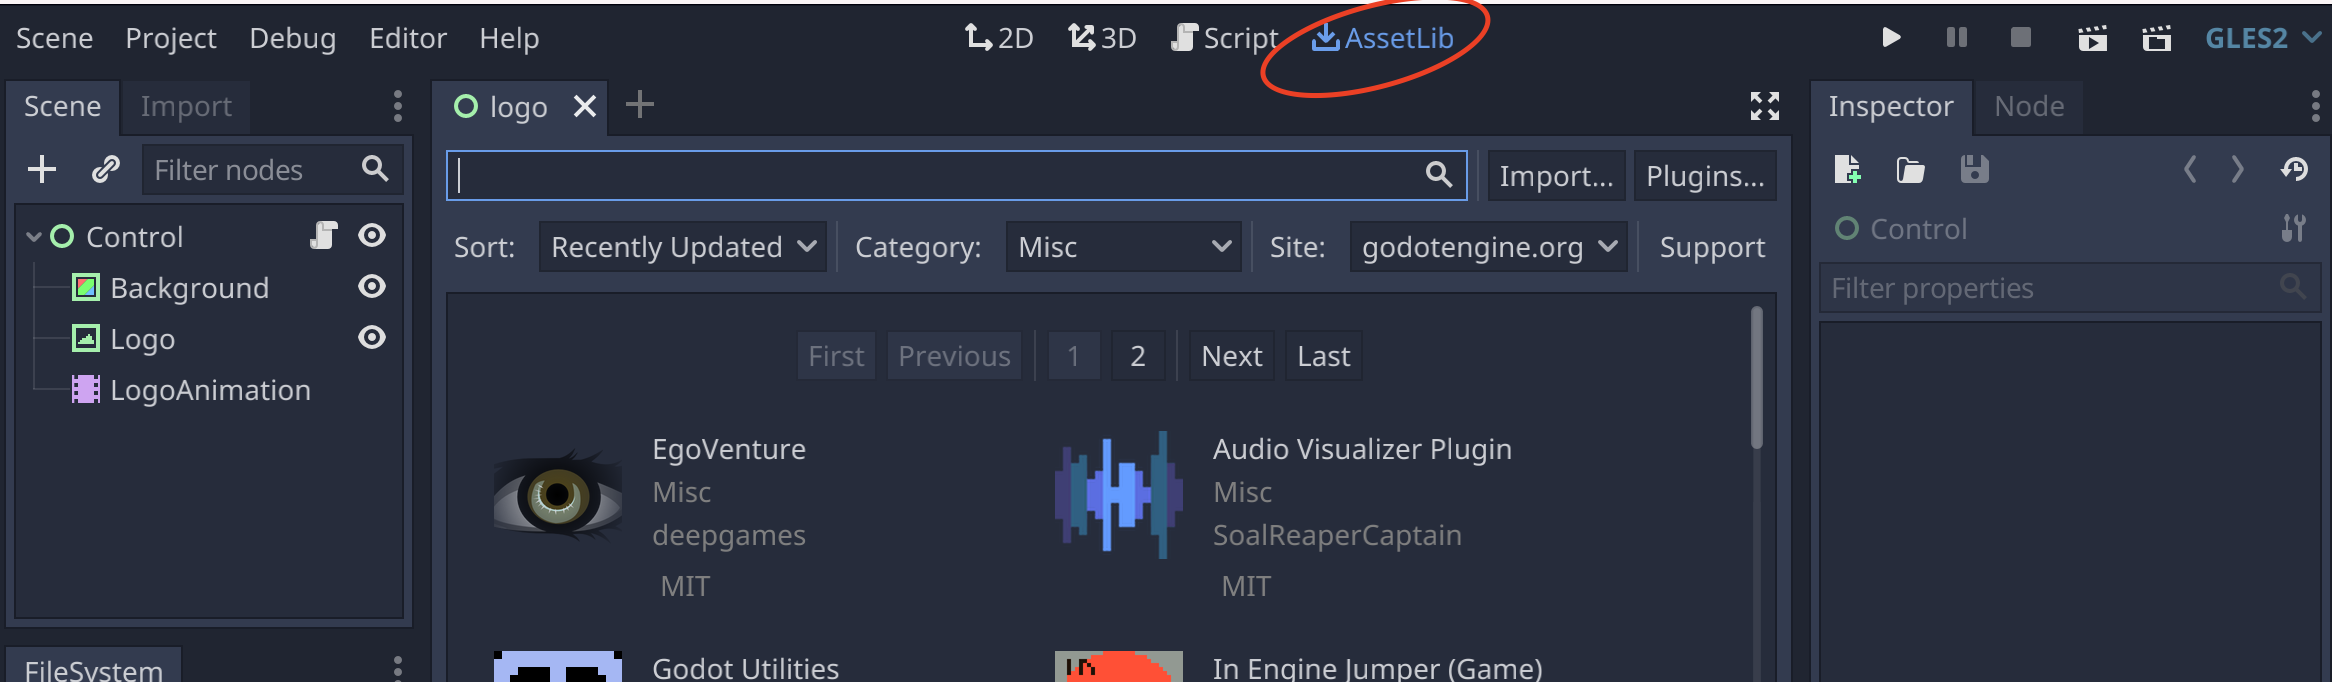 Scene Project Debug Editor Help 2D 3D Script AssetLib GLES2
Scene Import
Filter nodes
Control
Background
Logo
LogoAnimation
FileSystem
logo
Import... Plugins...
Sort: Recently Updated Category: Misc Site: godotengine.org Support
First Previous 1 2 Next Last
EgoVenture
Misc
deepgames
MIT
Audio Visualizer Plugin
Misc
SoalReaperCaptain
MIT
Godot Utilities
In Engine Jumper (Game)
Inspector Node
Control
Filter properties